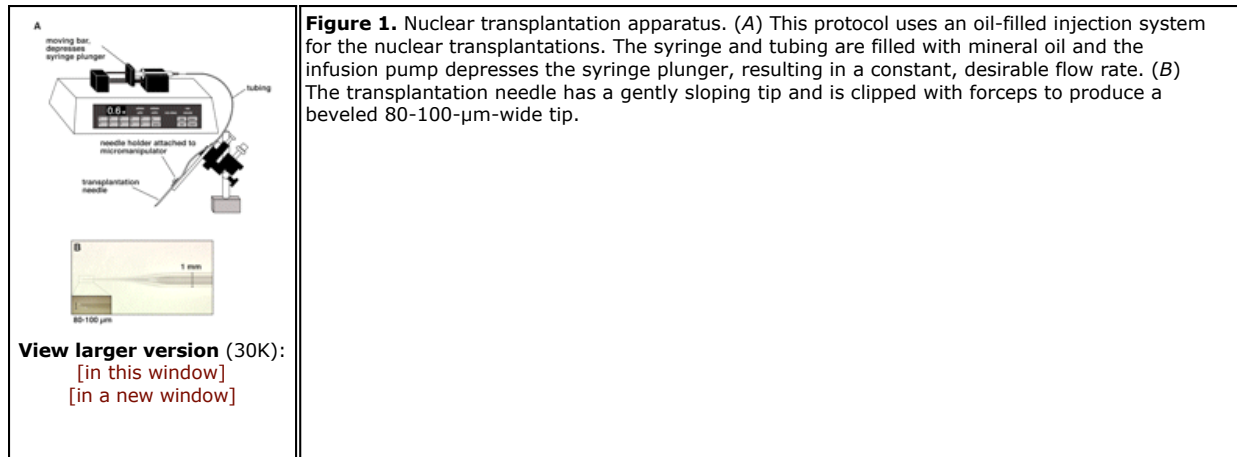 A
moving bar,
depresses
syringe plunger
tubing
0.6
needle holder attached to
micromanipulator
transplantation
needle
B
1 mm
80-100 µm
View larger version (30K):
[in this window]
[in a new window]
Figure 1. Nuclear transplantation apparatus. (A) This protocol uses an oil-filled injection system
for the nuclear transplantations. The syringe and tubing are filled with mineral oil and the
infusion pump depresses the syringe plunger, resulting in a constant, desirable flow rate. (B)
The transplantation needle has a gently sloping tip and is clipped with forceps to produce a
beveled 80-100-µm-wide tip.